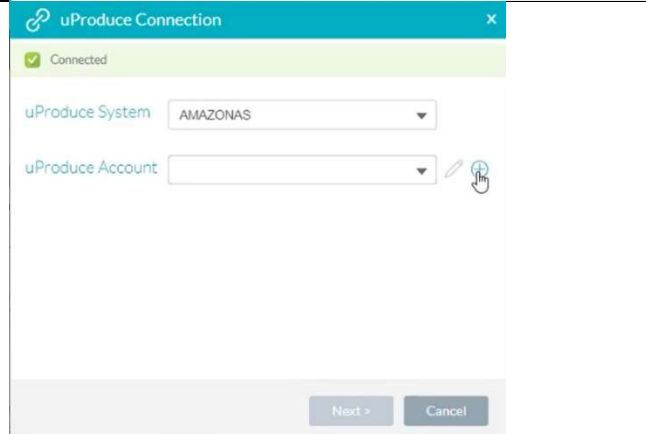 uProduce Connection
x
Connected
uProduce System
AMAZONAS
uProduce Account
Next >
Cancel